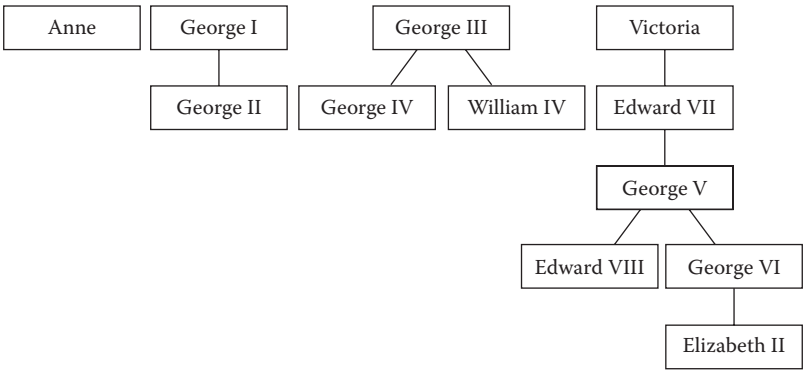 Anne
George I
George III
Victoria
George II
George IV
William IV
Edward VII
George V
Edward VIII
George VI
Elizabeth II